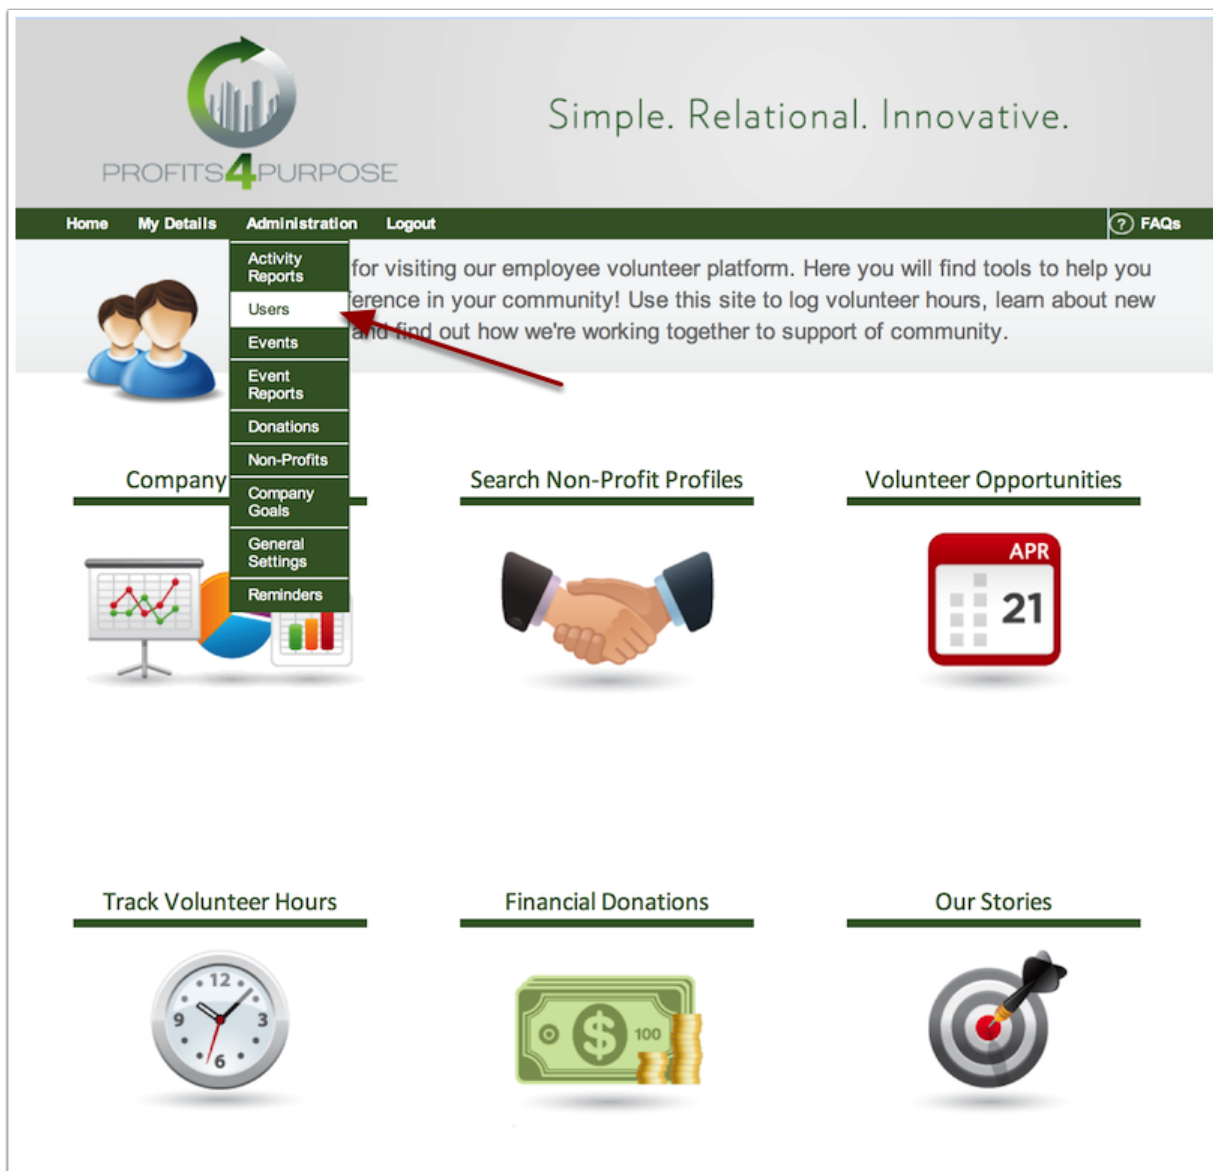 Simple. Relational. Innovative.
PROFITS4PURPOSE
Home My Details Administration Logout ? FAQs
Activity
Reports
for visiting our employee volunteer platform. Here you will find tools to help you
Users
ference in your community! Use this site to log volunteer hours, learn about new
and find out how we're working together to support of community.
Events
Event
Reports
Donations
Non-Profits
Company
Goals
General
Settings
Reminders
Company
Search Non-Profit Profiles
Volunteer Opportunities
APR
21
Track Volunteer Hours
Financial Donations
Our Stories
12
9 3
6
$ 100